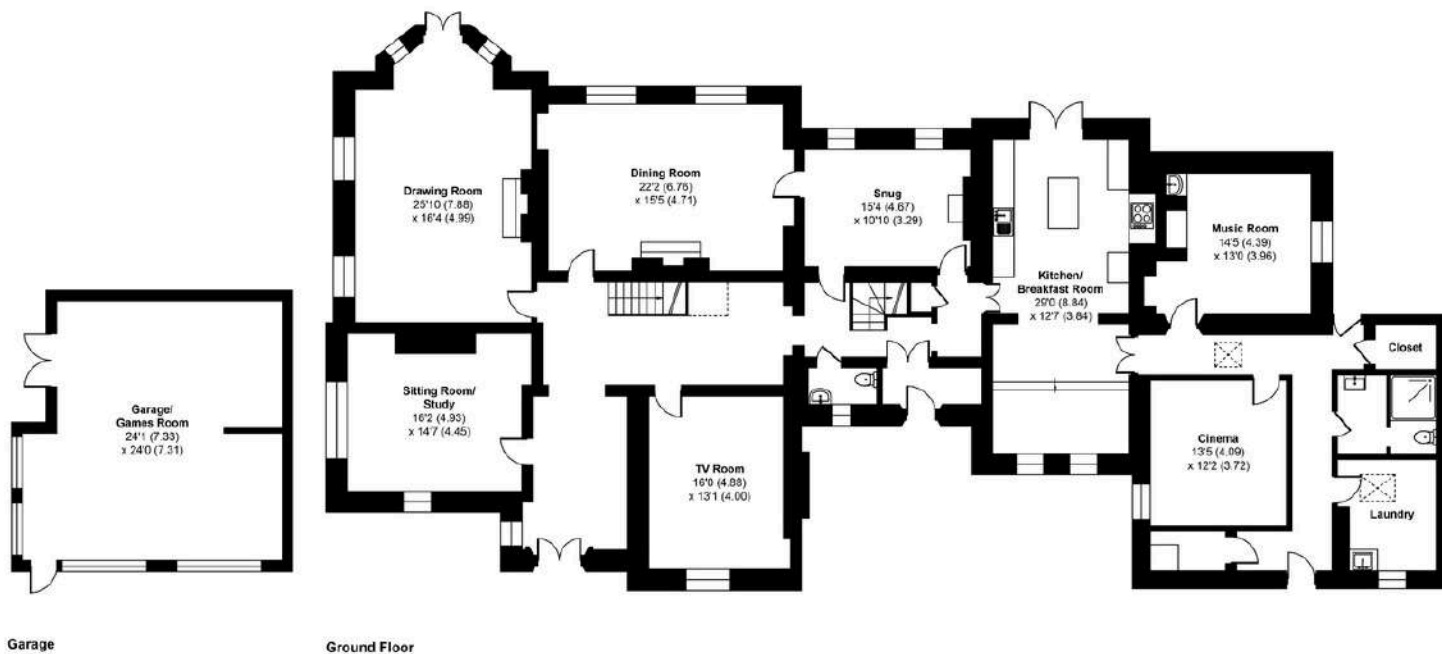 Drawing Room
25'10 (7.88)
x 16'4 (4.99)
Dining Room
22'2 (6.76)
x 15'5 (4.71)
Snug
15'4 (4.67)
x 10'10 (3.29)
Kitchen/
Breakfast Room
29'0 (8.84)
x 12'7 (3.84)
Music Room
14'5 (4.39)
x 13'0 (3.96)
Closet
Garage/
Games Room
24'1 (7.33)
x 24'0 (7.31)
Sitting Room/
Study
16'2 (4.93)
x 14'7 (4.45)
TV Room
16'0 (4.88)
x 13'1 (4.00)
Cinema
13'5 (4.09)
x 12'2 (3.72)
Laundry
Garage
Ground Floor